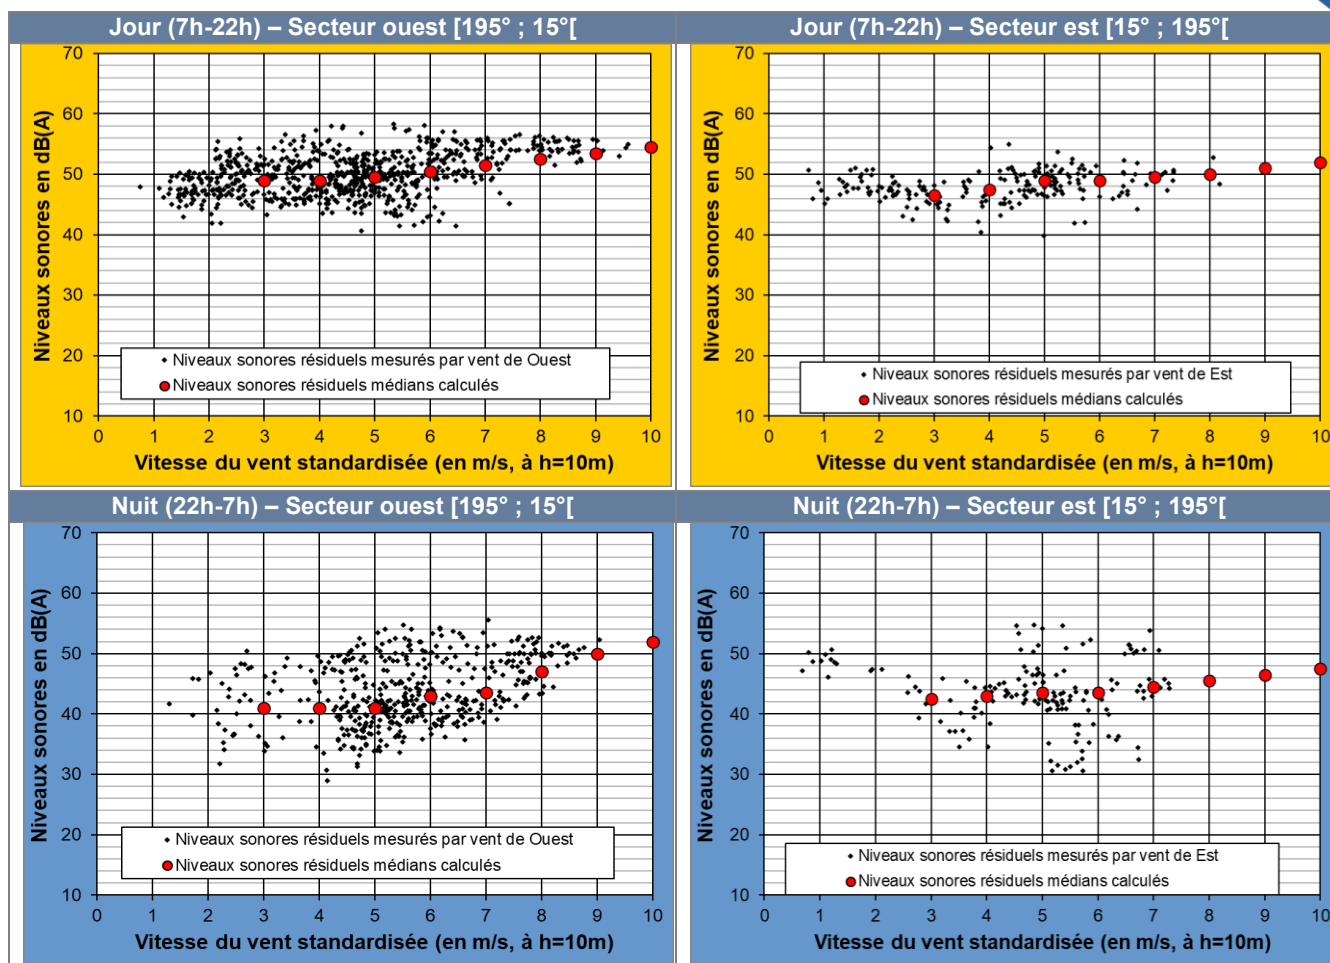 Jour (7h-22h) – Secteur ouest [195° ; 15°[
Jour (7h-22h) – Secteur est [15° ; 195°[
Niveaux sonores en dB(A)
70
60
50
40
30
20
10
Niveaux sonores résiduels mesurés par vent de Ouest
Niveaux sonores résiduels médians calculés
0 1 2 3 4 5 6 7 8 9 10
Vitesse du vent standardisée (en m/s, à h=10m)
Niveaux sonores en dB(A)
70
60
50
40
30
20
10
Niveaux sonores résiduels mesurés par vent de Est
Niveaux sonores résiduels médians calculés
0 1 2 3 4 5 6 7 8 9 10
Vitesse du vent standardisée (en m/s, à h=10m)
Nuit (22h-7h) – Secteur ouest [195° ; 15°[
Nuit (22h-7h) – Secteur est [15° ; 195°[
Niveaux sonores en dB(A)
70
60
50
40
30
20
10
Niveaux sonores résiduels mesurés par vent de Ouest
Niveaux sonores résiduels médians calculés
0 1 2 3 4 5 6 7 8 9 10
Vitesse du vent standardisée (en m/s, à h=10m)
Niveaux sonores en dB(A)
70
60
50
40
30
20
10
Niveaux sonores résiduels mesurés par vent de Est
Niveaux sonores résiduels médians calculés
0 1 2 3 4 5 6 7 8 9 10
Vitesse du vent standardisée (en m/s, à h=10m)